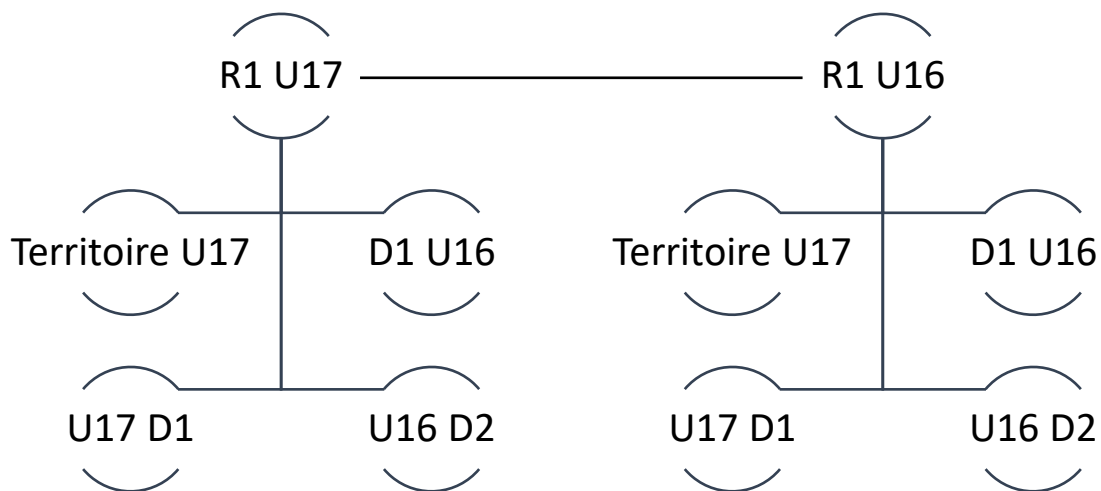 R1 U17
R1 U16
Territoire U17
D1 U16
Territoire U17
D1 U16
U17 D1
U16 D2
U17 D1
U16 D2